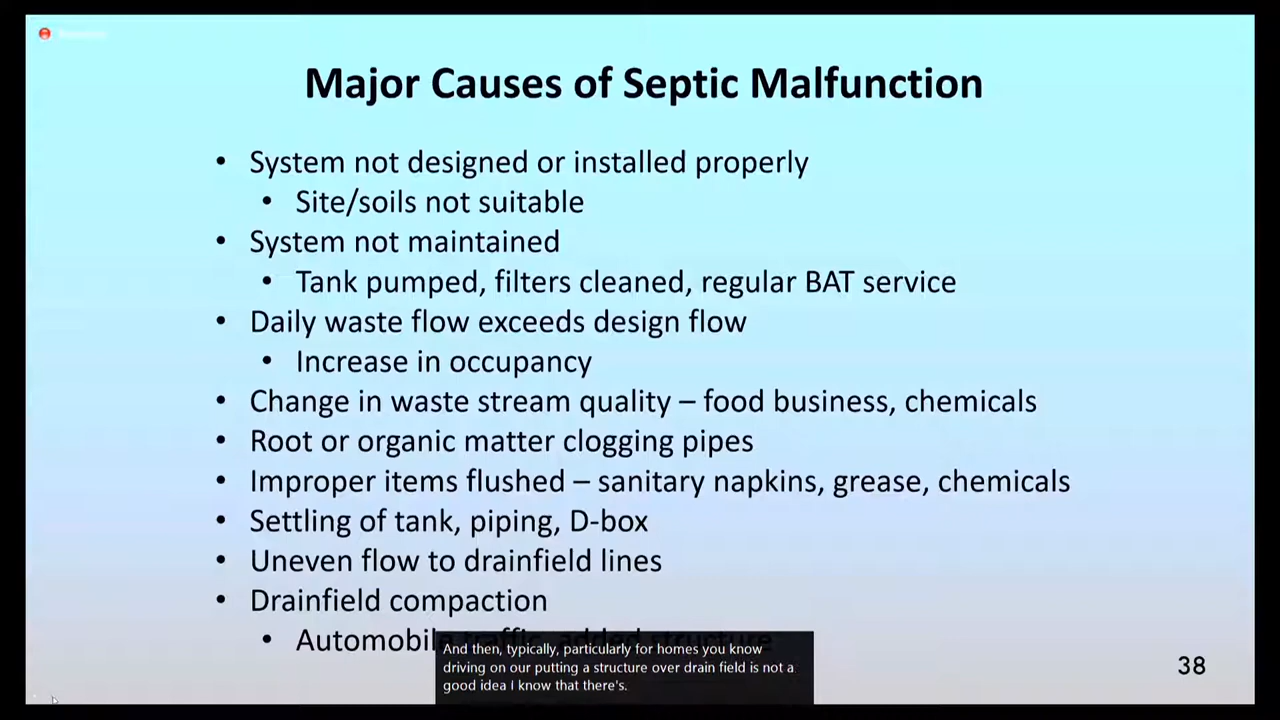 Major Causes of Septic Malfunction
• System not designed or installed properly
• Site/soils not suitable
• System not maintained
• Tank pumped, filters cleaned, regular BAT service
• Daily waste flow exceeds design flow
• Increase in occupancy
• Change in waste stream quality – food business, chemicals
• Root or organic matter clogging pipes
• Improper items flushed – sanitary napkins, grease, chemicals
• Settling of tank, piping, D-box
• Uneven flow to drainfield lines
• Drainfield compaction
• Automobile traffic, added structure
And then, typically, particularly for homes you know
driving on our putting a structure over drain field is not a
good idea I know that there's.
38